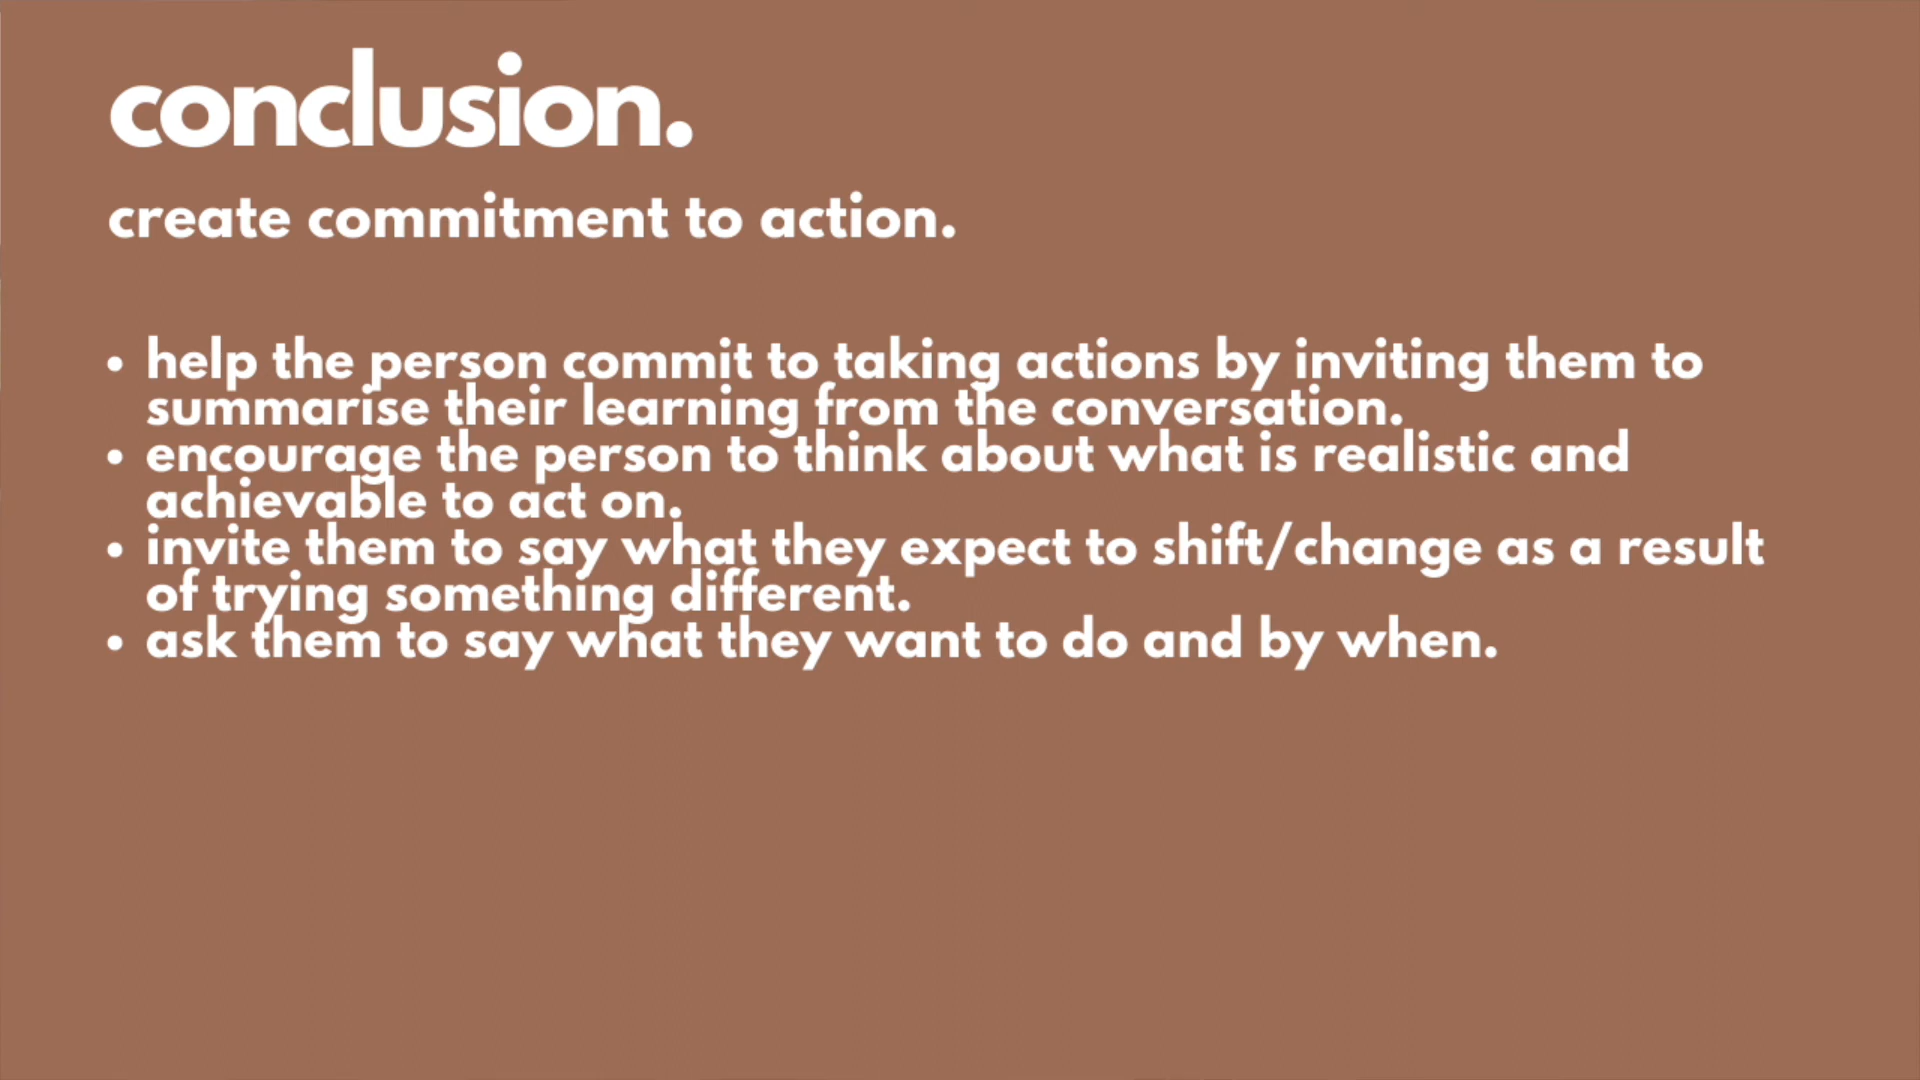 conclusion.
create commitment to action.
• help the person commit to taking actions by inviting them to
summarise their learning from the conversation.
• encourage the person to think about what is realistic and
achievable to act on.
• invite them to say what they expect to shift/change as a result
of trying something different.
• ask them to say what they want to do and by when.